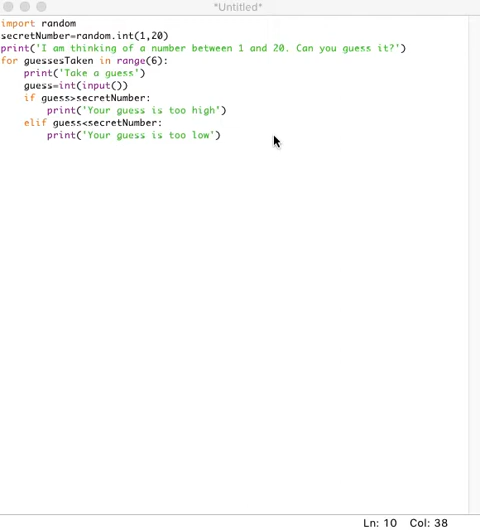 *Untitled*
import random
secretNumber=random.int(1,20)
print('I am thinking of a number between 1 and 20. Can you guess it?')
for guessesTaken in range(6):
    print('Take a guess')
    guess=int(input())
    if guess>secretNumber:
        print('Your guess is too high')
    elif guess<secretNumber:
        print('Your guess is too low')
Ln: 10 Col: 38